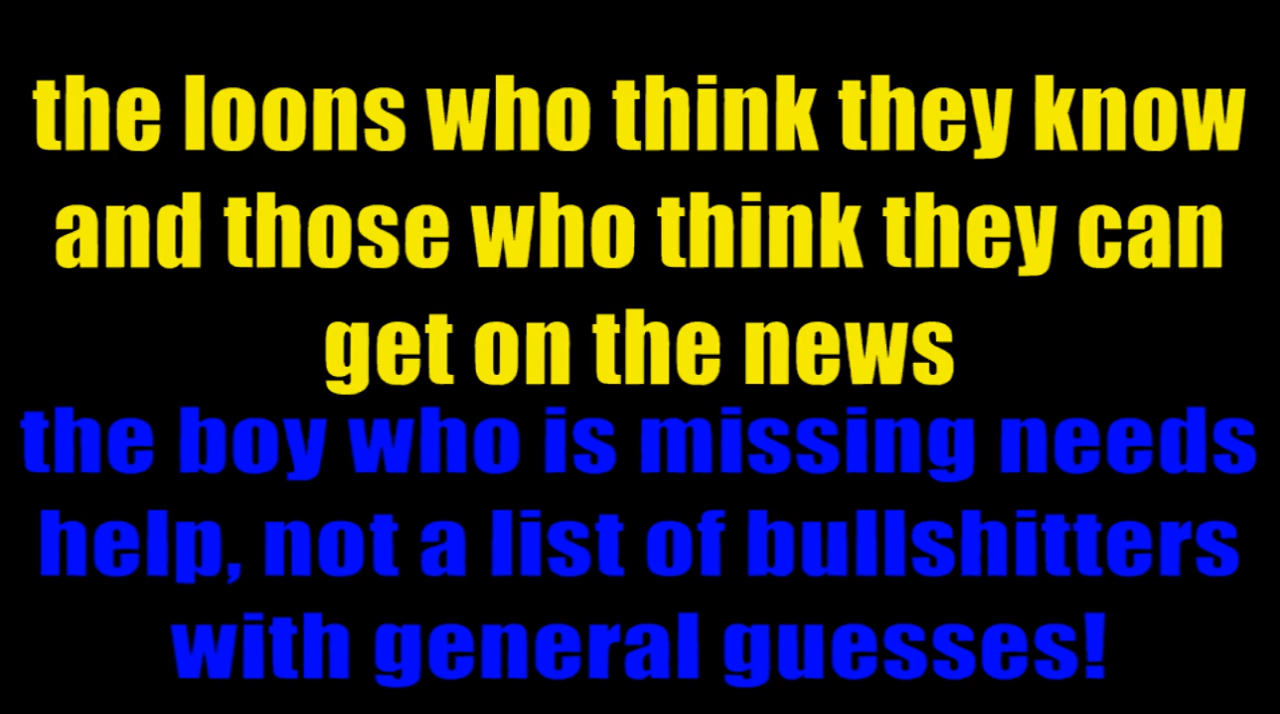 the loons who think they know
and those who think they can
get on the news
the boy who is missing needs
help, not a list of bullshitters
with general guesses!